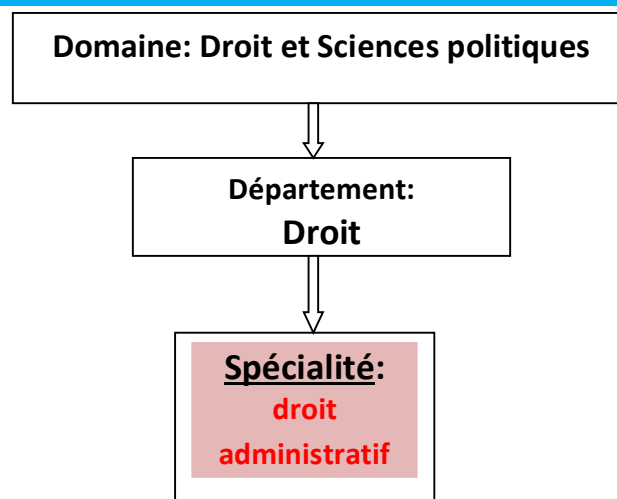 Domaine: Droit et Sciences politiques
Département:
Droit
Spécialité:
droit
administratif